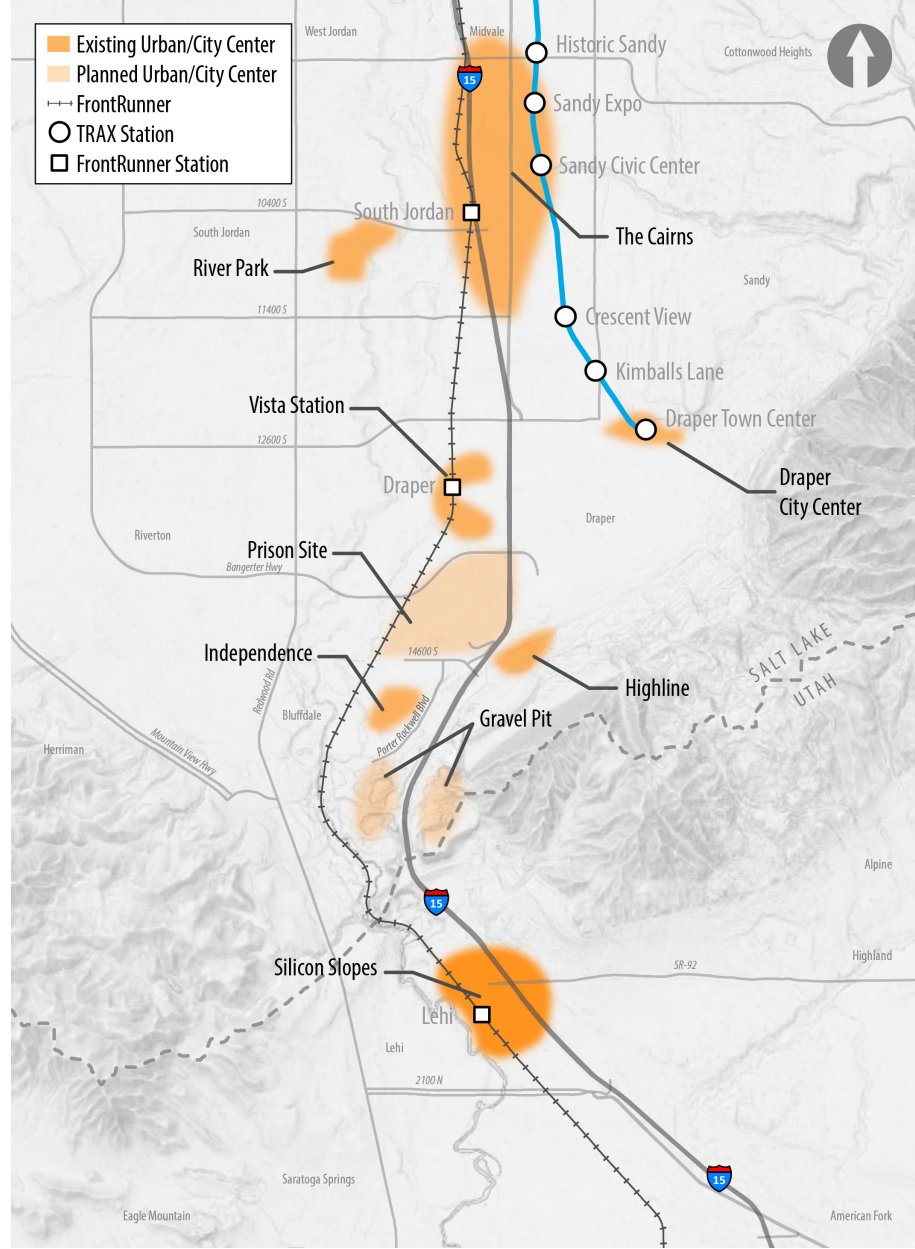 West Jordan
Midvale
Existing Urban/City Center
Planned Urban/City Center
FrontRunner
TRAX Station
FrontRunner Station
15
Historic Sandy
Cottonwood Heights
Sandy Expo
Sandy Civic Center
10400 S
South Jordan
South Jordan
The Cairns
River Park
Sandy
11400 S
Crescent View
Kimballs Lane
Vista Station
Draper Town Center
12600 S
Draper
Draper
City Center
Draper
Riverton
Prison Site
Bangerter Hwy
14600 S
Independence
SALT LAKE
UTAH
Highline
Redwood Rd
Bluffdale
Porter Rockwell Blvd
Gravel Pit
Herriman
Mountain View Hwy
Alpine
15
Highland
SR-92
Silicon Slopes
Lehi
Lehi
2100 N
15
Saratoga Springs
Eagle Mountain
American Fork